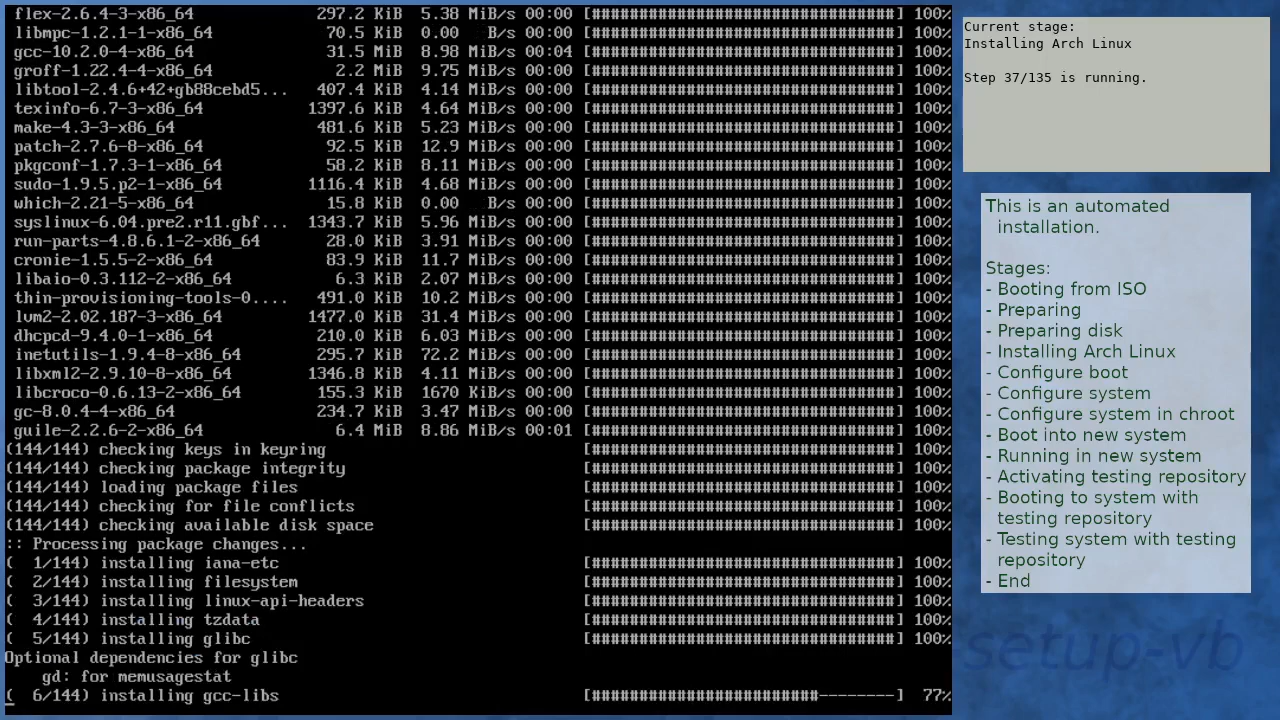 flex-2.6.4-3-x86_64 297.2 KiB 5.38 MiB/s 00:00 [################################] 100%
libmpc-1.2.1-1-x86_64 70.5 KiB 0.00 B/s 00:00 [################################] 100%
gcc-10.2.0-4-x86_64 31.5 MiB 8.98 MiB/s 00:04 [################################] 100%
groff-1.22.4-4-x86_64 2.2 MiB 9.75 MiB/s 00:00 [################################] 100%
libtool-2.4.6+42+gb88cebd5... 407.4 KiB 4.14 MiB/s 00:00 [################################] 100%
texinfo-6.7-3-x86_64 1397.6 KiB 4.64 MiB/s 00:00 [################################] 100%
make-4.3-3-x86_64 481.6 KiB 5.23 MiB/s 00:00 [################################] 100%
patch-2.7.6-8-x86_64 92.5 KiB 12.9 MiB/s 00:00 [################################] 100%
pkgconf-1.7.3-1-x86_64 58.2 KiB 8.11 MiB/s 00:00 [################################] 100%
sudo-1.9.5.p2-1-x86_64 1116.4 KiB 4.68 MiB/s 00:00 [################################] 100%
which-2.21-5-x86_64 15.8 KiB 0.00 B/s 00:00 [################################] 100%
syslinux-6.04.pre2.r11.gbf... 1343.7 KiB 5.96 MiB/s 00:00 [################################] 100%
run-parts-4.8.6.1-2-x86_64 28.0 KiB 3.91 MiB/s 00:00 [################################] 100%
cronie-1.5.5-2-x86_64 83.9 KiB 11.7 MiB/s 00:00 [################################] 100%
libaio-0.3.112-2-x86_64 6.3 KiB 2.07 MiB/s 00:00 [################################] 100%
thin-provisioning-tools-0.... 491.0 KiB 10.2 MiB/s 00:00 [################################] 100%
lvm2-2.02.187-3-x86_64 1477.0 KiB 31.4 MiB/s 00:00 [################################] 100%
dhcpcd-9.4.0-1-x86_64 210.0 KiB 6.03 MiB/s 00:00 [################################] 100%
inetutils-1.9.4-8-x86_64 295.7 KiB 72.2 MiB/s 00:00 [################################] 100%
libxml2-2.9.10-8-x86_64 1346.8 KiB 4.11 MiB/s 00:00 [################################] 100%
libcroco-0.6.13-2-x86_64 155.3 KiB 1670 KiB/s 00:00 [################################] 100%
gc-8.0.4-4-x86_64 234.7 KiB 3.47 MiB/s 00:00 [################################] 100%
guile-2.2.6-2-x86_64 6.4 MiB 8.86 MiB/s 00:01 [################################] 100%
(144/144) checking keys in keyring [################################] 100%
(144/144) checking package integrity [################################] 100%
(144/144) loading package files [################################] 100%
(144/144) checking for file conflicts [################################] 100%
(144/144) checking available disk space [################################] 100%
:: Processing package changes...
( 1/144) installing iana-etc [################################] 100%
( 2/144) installing filesystem [################################] 100%
( 3/144) installing linux-api-headers [################################] 100%
( 4/144) installing tzdata [################################] 100%
( 5/144) installing glibc [################################] 100%
Optional dependencies for glibc
gd: for memusagestat
( 6/144) installing gcc-libs [########################--------] 77%
Current stage:
Installing Arch Linux
Step 37/135 is running.
This is an automated
installation.
Stages:
- Booting from ISO
- Preparing
- Preparing disk
- Installing Arch Linux
- Configure boot
- Configure system
- Configure system in chroot
- Boot into new system
- Running in new system
- Activating testing repository
- Booting to system with
testing repository
- Testing system with testing
repository
- End
setup-vb